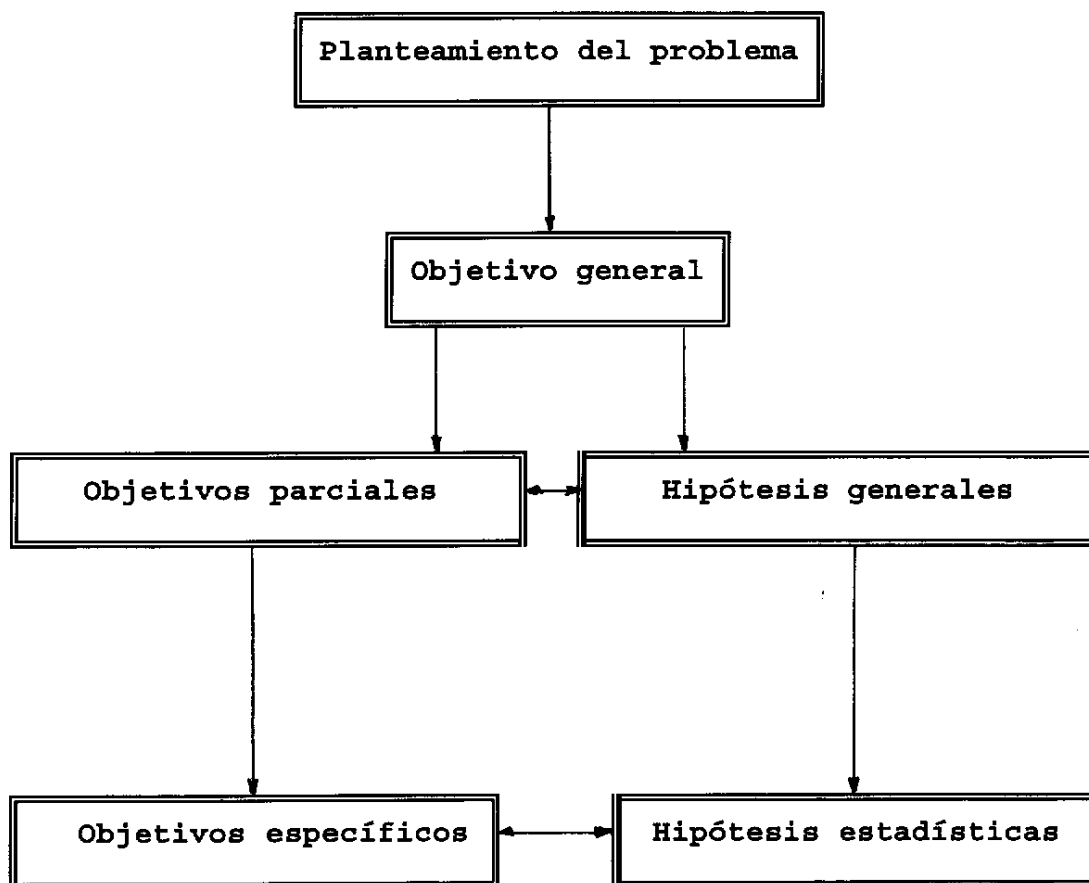 Planteamiento del problema
Objetivo general
Objetivos parciales
Hipótesis generales
Objetivos específicos
Hipótesis estadísticas